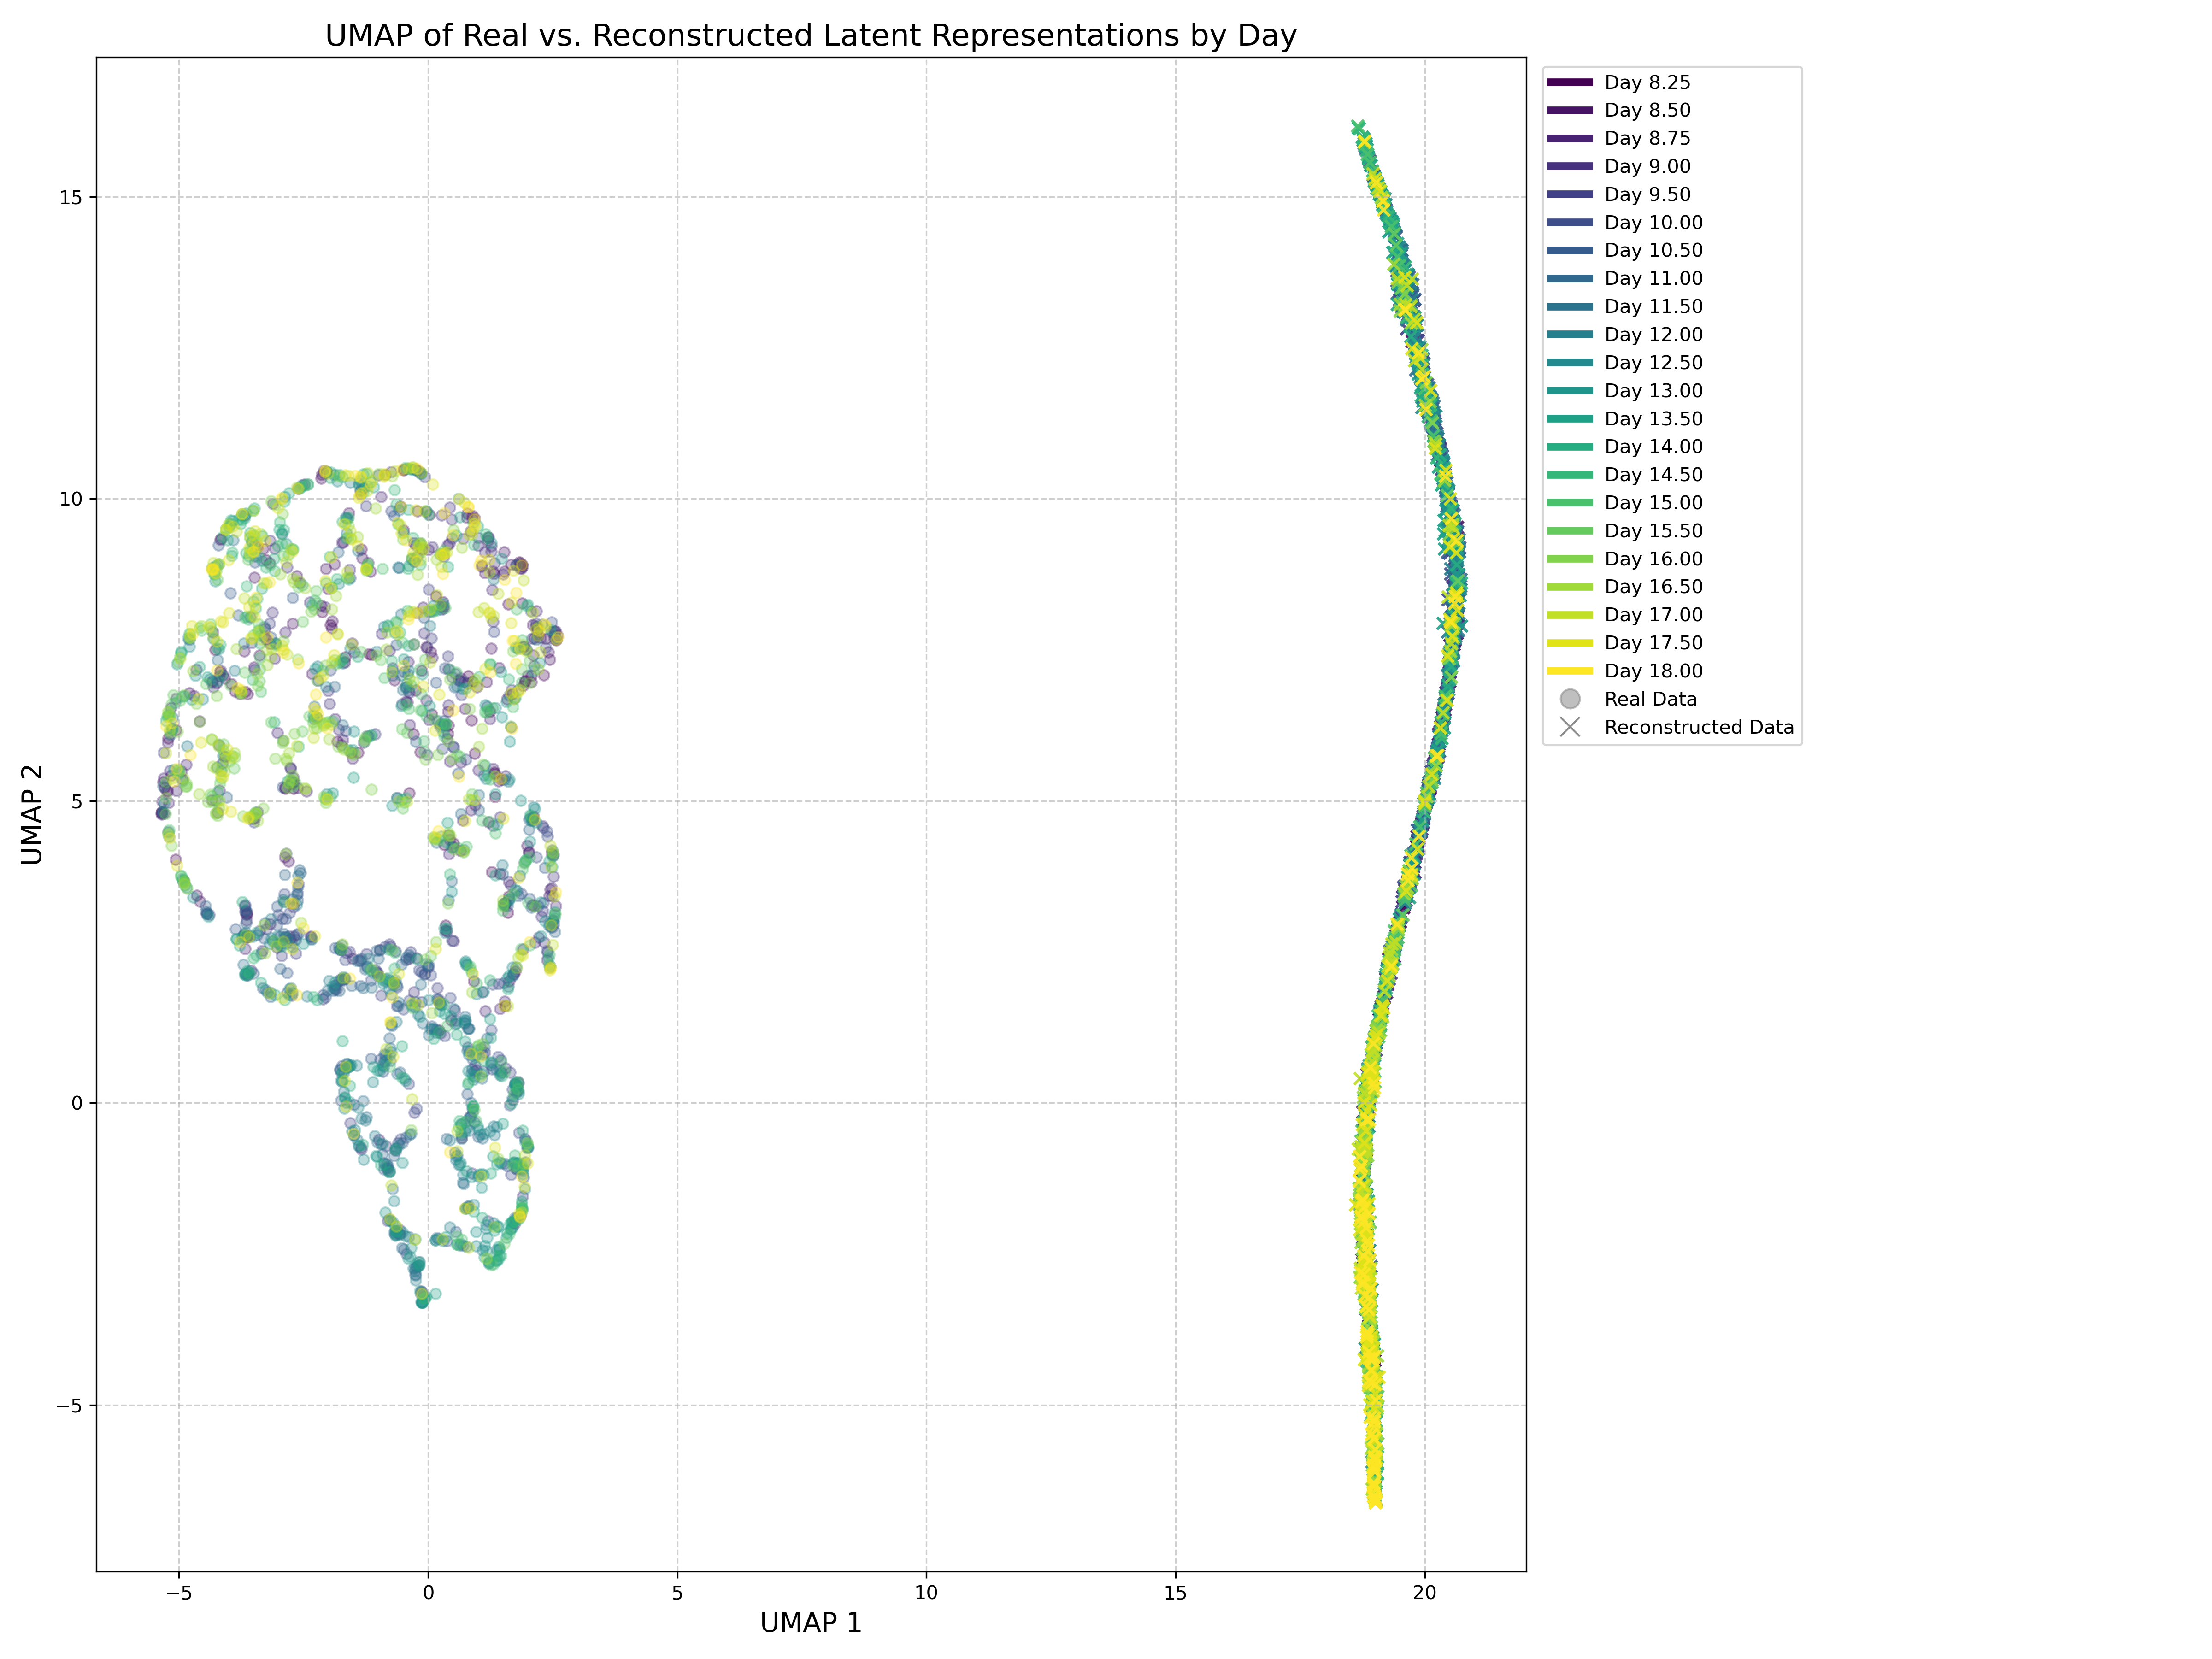 UMAP of Real vs. Reconstructed Latent Representations by Day
Day 8.25
Day 8.50
Day 8.75
Day 9.00
Day 9.50
Day 10.00
Day 10.50
Day 11.00
Day 11.50
Day 12.00
Day 12.50
Day 13.00
Day 13.50
Day 14.00
Day 14.50
Day 15.00
Day 15.50
Day 16.00
Day 16.50
Day 17.00
Day 17.50
Day 18.00
Real Data
Reconstructed Data
UMAP 2
15
10
5
0
−5
−5 0 5 10 15 20
UMAP 1